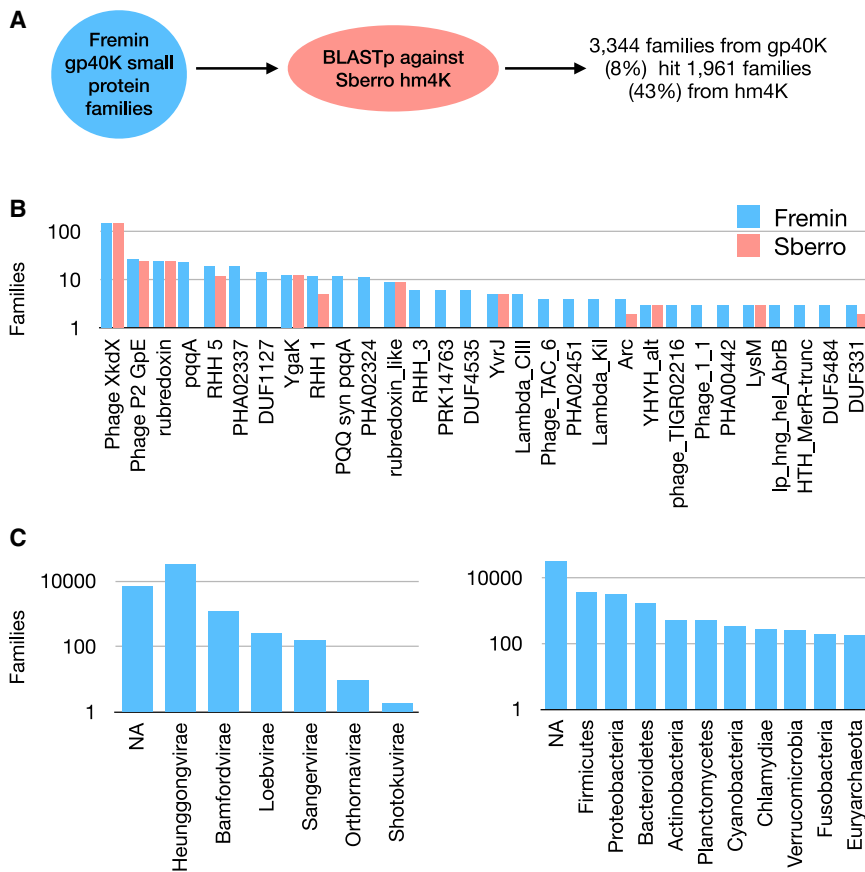 A
Fremin
gp40K small
protein
families
BLASTp against
Sberro hm4K
3,344 families from gp40K
(8%) hit 1,961 families
(43%) from hm4K
B
Fremin
Sberro
Families
100
10
1
Phage XkdX
Phage P2 GpE
rubredoxin
pqqA
RHH 5
PHA02337
DUF1127
YgaK
RHH 1
PQQ syn pqqA
PHA02324
rubredoxin_like
RHH_3
PRK14763
DUF4535
YvrJ
Lambda_CIII
Phage_TAC_6
PHA02451
Lambda_Kil
Arc
YHYH_alt
phage_TIGR02216
Phage_1_1
PHA00442
LysM
lp_hng_hel_AbrB
HTH_MerR-trunc
DUF5484
DUF331
C
Families
10000
100
1
NA
Heunggongvirae
Bamfordvirae
Loebvirae
Sangervirae
Orthornavirae
Shotokuvirae
10000
100
1
NA
Firmicutes
Proteobacteria
Bacteroidetes
Actinobacteria
Planctomycetes
Cyanobacteria
Chlamydiae
Verrucomicrobia
Fusobacteria
Euryarchaeota